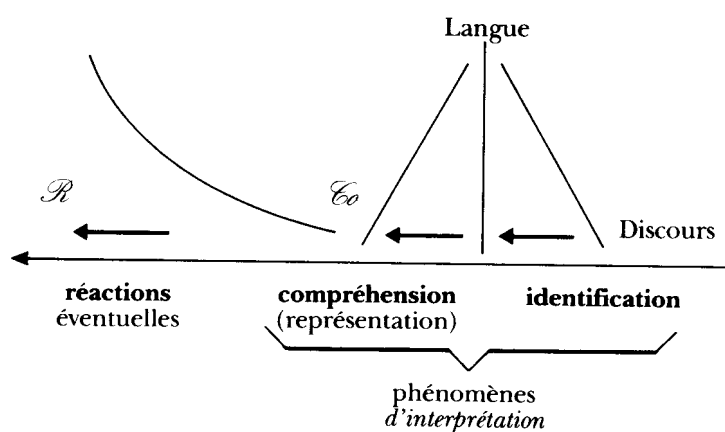 Langue
ℛ
𝒞o
Discours
réactions
éventuelles
compréhension
(représentation)
identification
phénomènes
d'interprétation